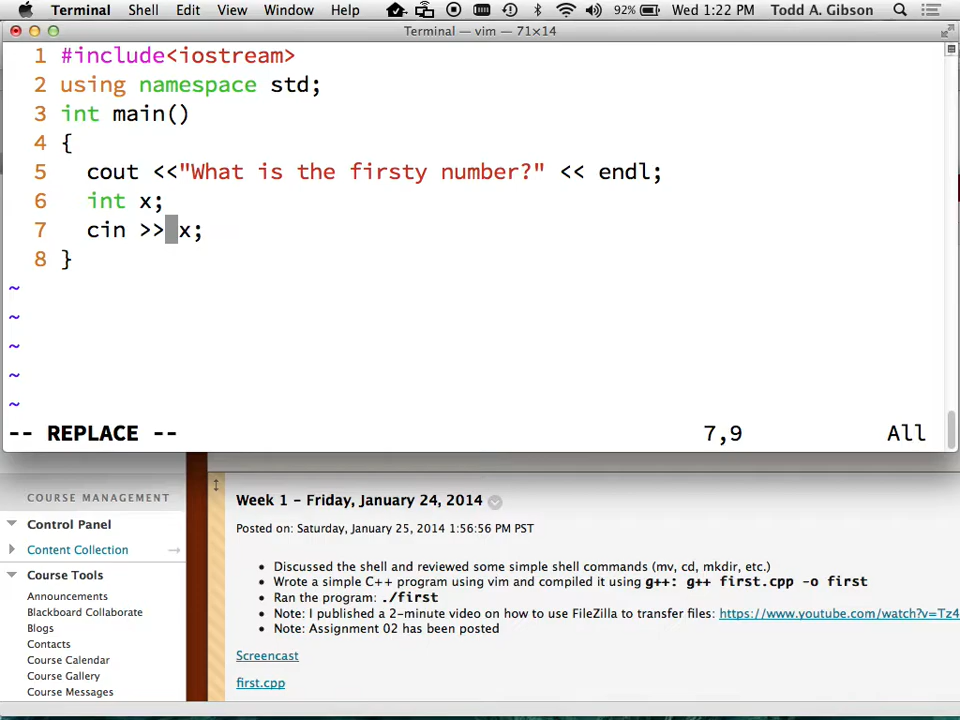 Terminal Shell Edit View Window Help 92% Wed 1:22 PM Todd A. Gibson
Terminal — vim — 71×14
1 #include<iostream>
2 using namespace std;
3 int main()
4 {
5   cout <<"What is the firsty number?" << endl;
6   int x;
7   cin >> x;
8 }
~
~
~
~
~
-- REPLACE -- 7,9 All
COURSE MANAGEMENT
Control Panel
Content Collection →
Course Tools
Announcements
Blackboard Collaborate
Blogs
Contacts
Course Calendar
Course Gallery
Course Messages
Week 1 – Friday, January 24, 2014
Posted on: Saturday, January 25, 2014 1:56:56 PM PST
• Discussed the shell and reviewed some simple shell commands (mv, cd, mkdir, etc.)
• Wrote a simple C++ program using vim and compiled it using g++: g++ first.cpp -o first
• Ran the program: ./first
• Note: I published a 2-minute video on how to use FileZilla to transfer files: https://www.youtube.com/watch?v=Tz4
• Note: Assignment 02 has been posted
Screencast
first.cpp